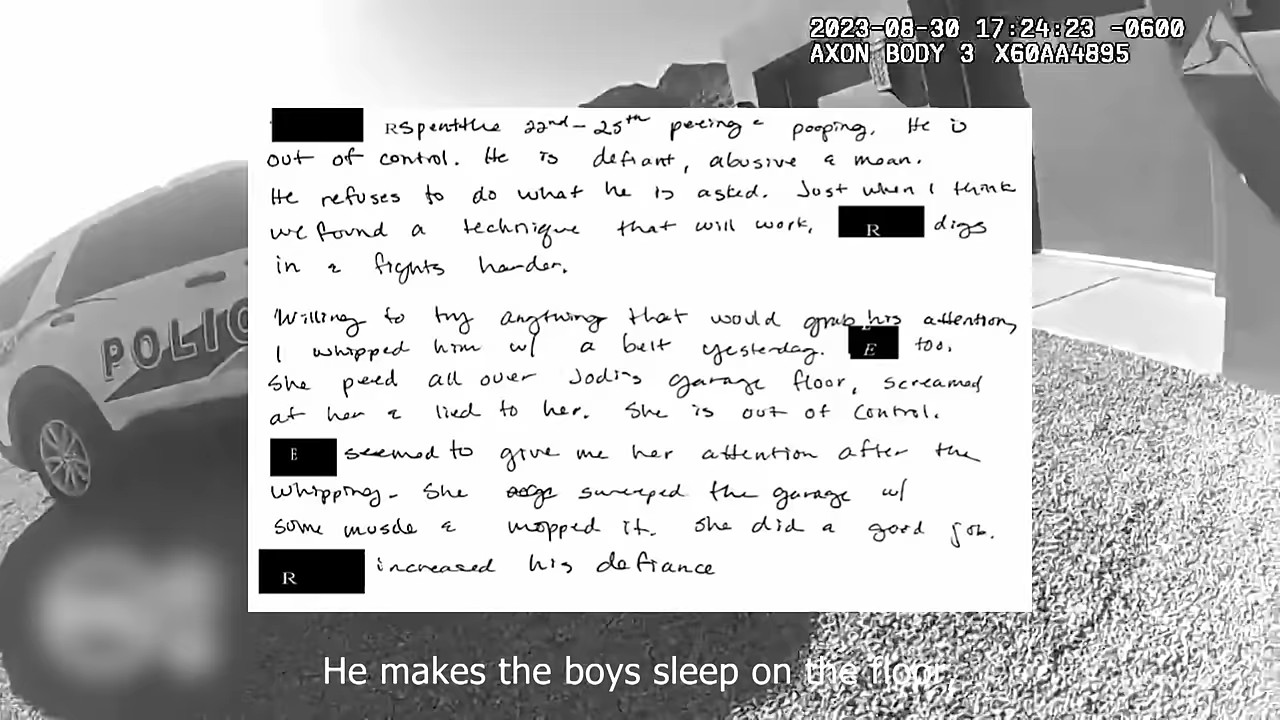 2023-08-30 17:24:23 -0600
AXON BODY 3 X60AA4895
POLIC
R spent the 22nd - 25th peeing & pooping. He is
out of control. He is defiant, abusive & mean.
He refuses to do what he is asked. Just when I think
we found a technique that will work, R digs
in & fights harder.
Willing to try anything that would grab his attention,
I whipped him w/ a belt yesterday. E too.
She peed all over Jodi's garage floor, screamed
at her & lied to her. She is out of control.
E seemed to give me her attention after the
whipping. She sweeped the garage w/
some muscle & mopped it. She did a good job.
R increased his defiance
He makes the boys sleep on the floor,